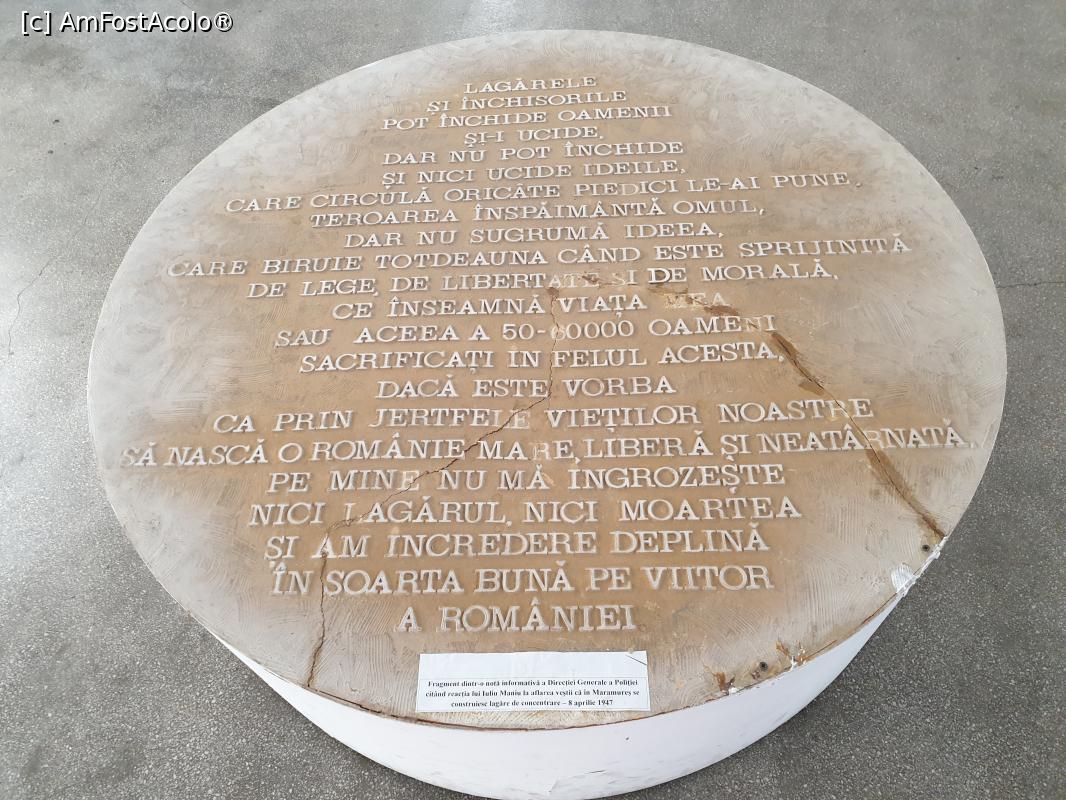 [c] AmFostAcolo®
LAGĂRELE
ȘI ÎNCHISORILE
POT ÎNCHIDE OAMENII
ȘI-I UCIDE,
DAR NU POT ÎNCHIDE
ȘI NICI UCIDE IDEILE,
CARE CIRCULĂ ORICÂTE PIEDICI LE-AI PUNE.
TEROAREA ÎNSPĂIMÂNTĂ OMUL,
DAR NU SUGRUMĂ IDEEA,
CARE BIRUIE TOTDEAUNA CÂND ESTE SPRIJINITĂ
DE LEGE, DE LIBERTATE ȘI DE MORALĂ.
CE ÎNSEAMNĂ VIAȚA MEA
SAU ACEEA A 50-60000 OAMENI
SACRIFICAȚI IN FELUL ACESTA,
DACĂ ESTE VORBA
CA PRIN JERTFELE VIEȚILOR NOASTRE
SĂ NASCĂ O ROMÂNIE MARE, LIBERĂ ȘI NEATÂRNATĂ.
PE MINE NU MĂ INGROZEȘTE
NICI LAGĂRUL, NICI MOARTEA
ȘI AM INCREDERE DEPLINĂ
ÎN SOARTA BUNĂ PE VIITOR
A ROMÂNIEI
Fragment dintr-o notă informativă a Direcției Generale a Poliției
citând reacția lui Iuliu Maniu la aflarea veștii că in Maramureș se
construiesc lagăre de concentrare – 8 aprilie 1947